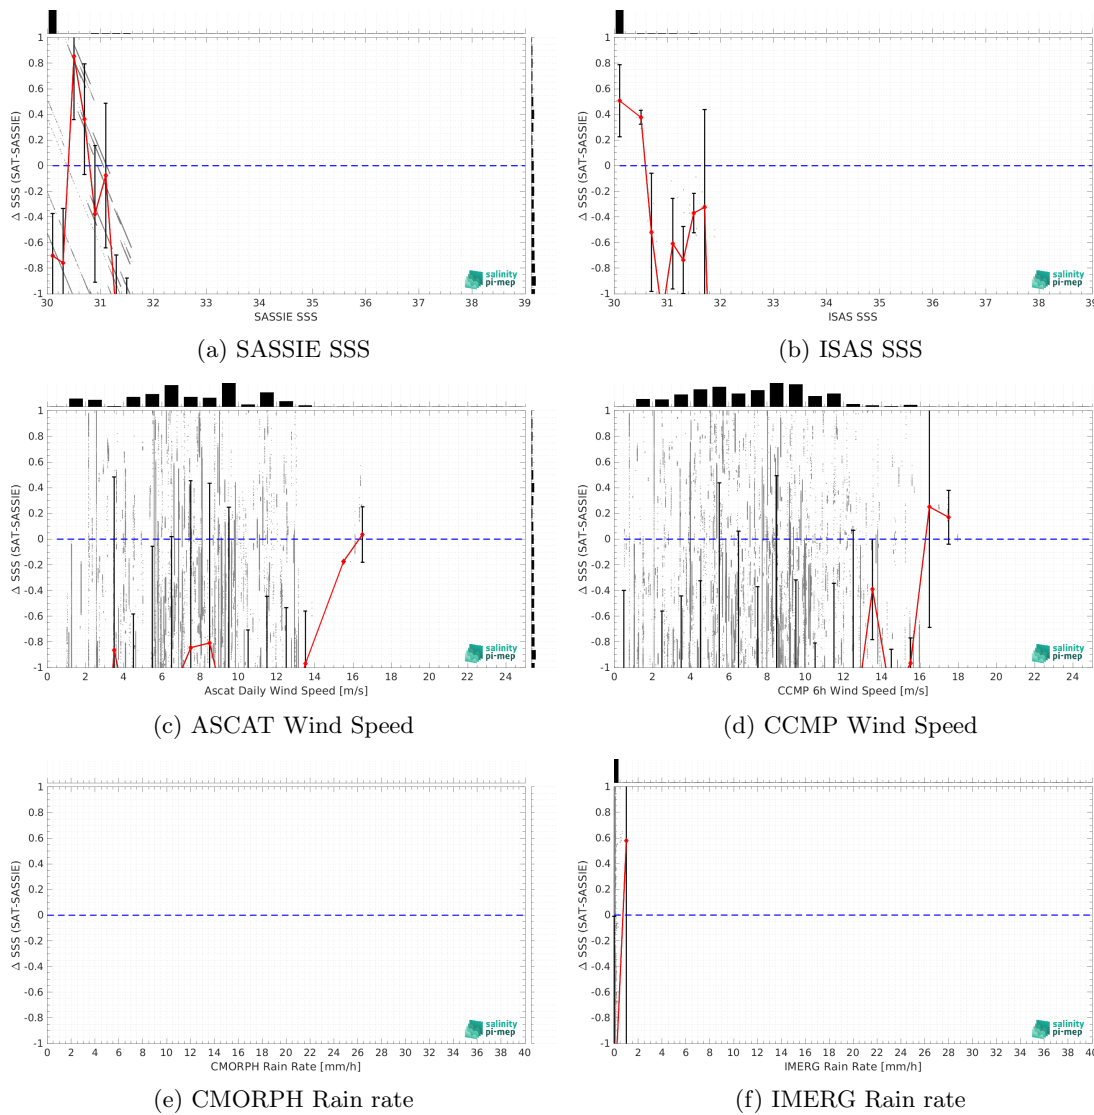 1
0.8
0.6
0.4
0.2
0
-0.2
-0.4
-0.6
-0.8
-1
Δ SSS (SAT-SASSIE)
salinity
pi-mep
30 31 32 33 34 35 36 37 38 39
SASSIE SSS
(a) SASSIE SSS
1
0.8
0.6
0.4
0.2
0
-0.2
-0.4
-0.6
-0.8
-1
Δ SSS (SAT-SASSIE)
salinity
pi-mep
30 31 32 33 34 35 36 37 38 39
ISAS SSS
(b) ISAS SSS
1
0.8
0.6
0.4
0.2
0
-0.2
-0.4
-0.6
-0.8
-1
Δ SSS (SAT-SASSIE)
salinity
pi-mep
0 2 4 6 8 10 12 14 16 18 20 22 24
Ascat Daily Wind Speed [m/s]
(c) ASCAT Wind Speed
1
0.8
0.6
0.4
0.2
0
-0.2
-0.4
-0.6
-0.8
-1
Δ SSS (SAT-SASSIE)
salinity
pi-mep
0 2 4 6 8 10 12 14 16 18 20 22 24
CCMP 6h Wind Speed [m/s]
(d) CCMP Wind Speed
1
0.8
0.6
0.4
0.2
0
-0.2
-0.4
-0.6
-0.8
-1
Δ SSS (SAT-SASSIE)
salinity
pi-mep
0 2 4 6 8 10 12 14 16 18 20 22 24 26 28 30 32 34 36 38 40
CMORPH Rain Rate [mm/h]
(e) CMORPH Rain rate
1
0.8
0.6
0.4
0.2
0
-0.2
-0.4
-0.6
-0.8
-1
Δ SSS (SAT-SASSIE)
salinity
pi-mep
0 2 4 6 8 10 12 14 16 18 20 22 24 26 28 30 32 34 36 38 40
IMERG Rain Rate [mm/h]
(f) IMERG Rain rate